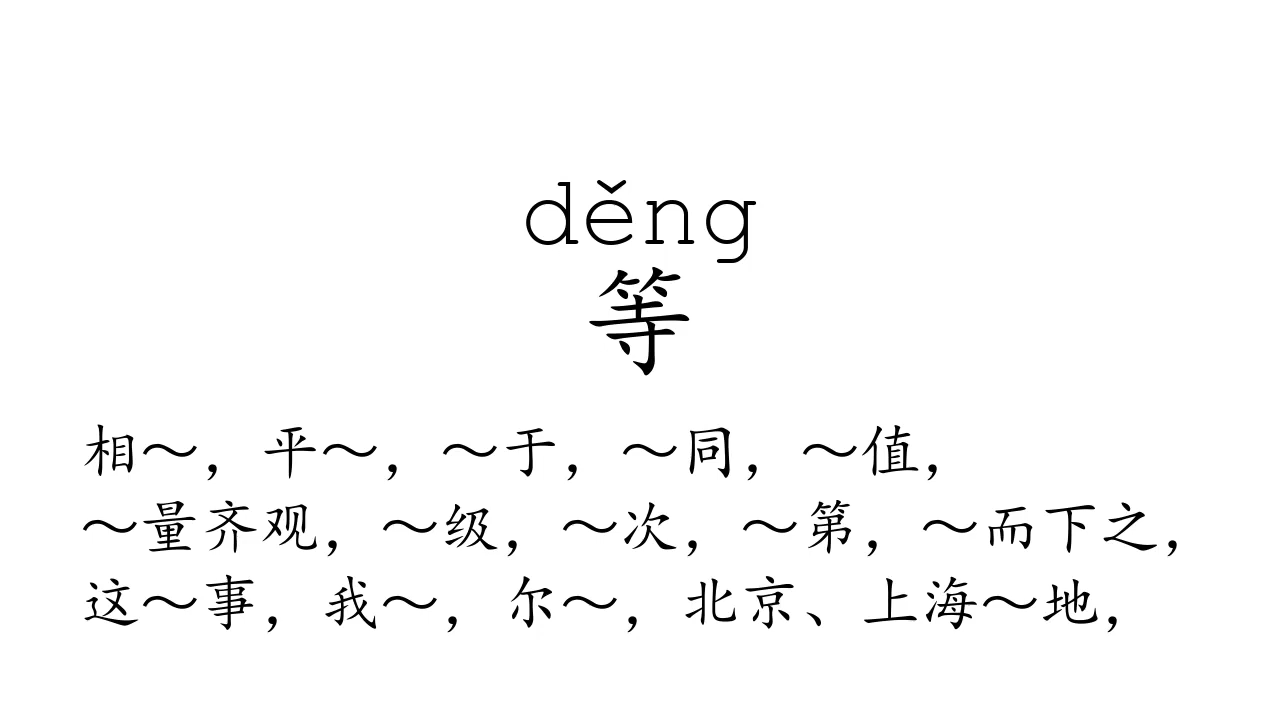 děng
等
相～，平～，～于，～同，～值，
～量齐观，～级，～次，～第，～而下之，
这～事，我～，尔～，北京、上海～地，